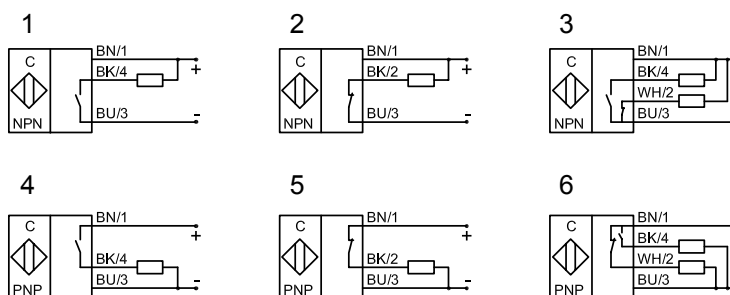 1 2 3
C BN/1 + C BN/1 + C BN/1
BK/4 BK/2 BK/4
WH/2
NPN BU/3 - NPN BU/3 - NPN BU/3
4 5 6
C BN/1 + C BN/1 + C BN/1
BK/4
BK/4 BK/2 WH/2
PNP BU/3 - PNP BU/3 - PNP BU/3